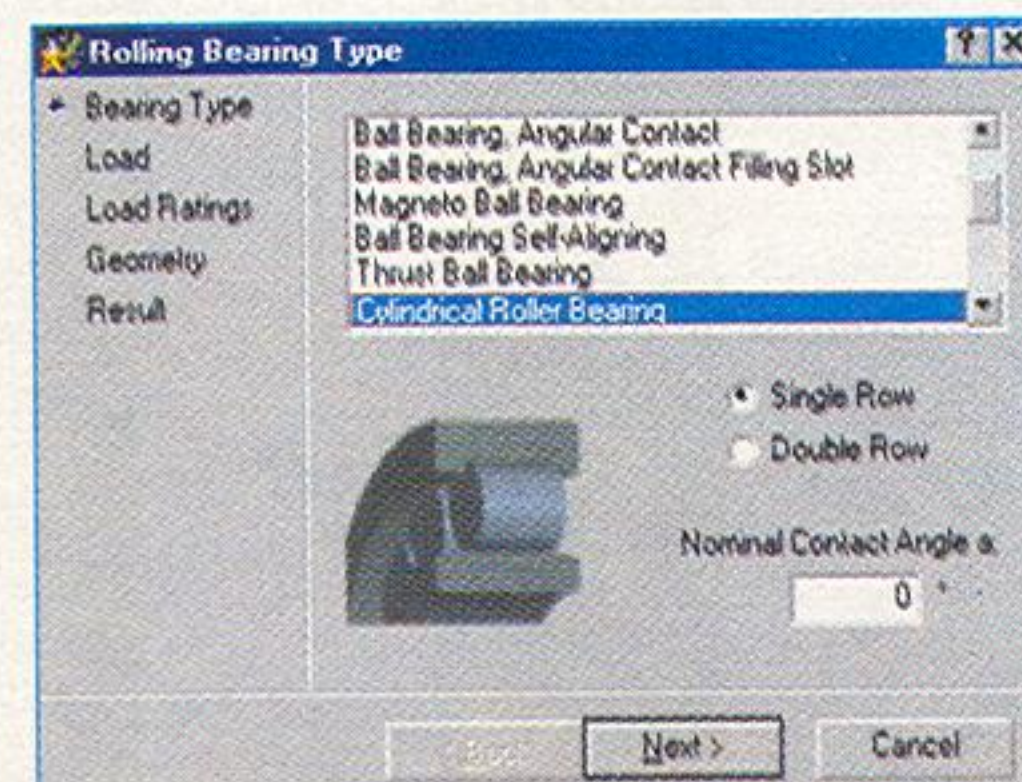 Rolling Bearing Type
Bearing Type
Load
Load Ratings
Geometry
Result
Ball Bearing, Angular Contact
Ball Bearing, Angular Contact Filling Slot
Magneto Ball Bearing
Ball Bearing Self-Aligning
Thrust Ball Bearing
Cylindrical Roller Bearing
Single Row
Double Row
Nominal Contact Angle a:
0 °
< Back
Next >
Cancel